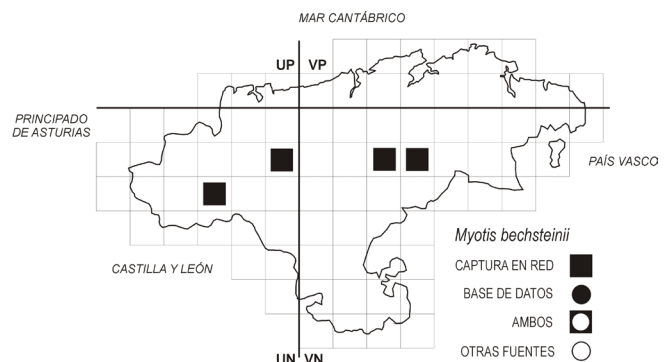 MAR CANTÁBRICO
UP VP
PRINCIPADO
DE ASTURIAS
PAÍS VASCO
Myotis bechsteinii
CASTILLA Y LEÓN
CAPTURA EN RED
BASE DE DATOS
AMBOS
OTRAS FUENTES
UN VN